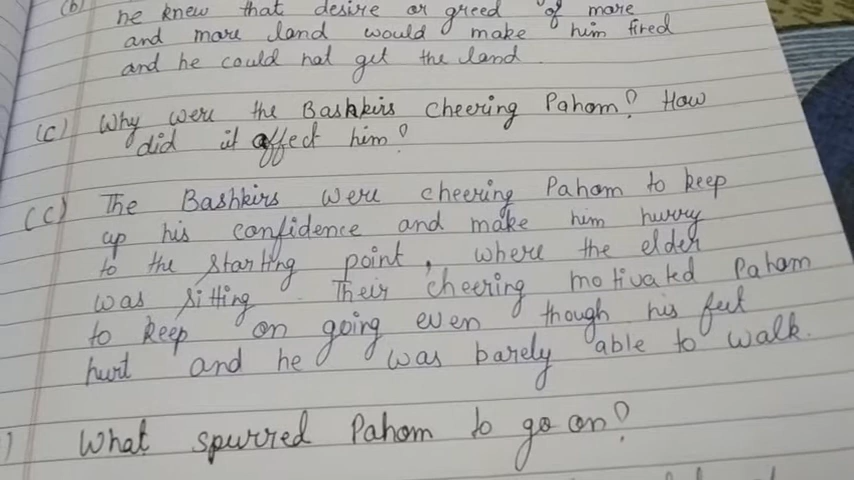 (b) he knew that desire or greed of more
and more land would make him tired
and he could not get the land.
(c) Why were the Bashkirs cheering Pahom? How
did it affect him?
(c) The Bashkirs were cheering Pahom to keep
up his confidence and make him hurry
to the starting point, where the elder
was sitting. Their cheering motivated Pahom
to keep on going even though his feet
hurt and he was barely able to walk.
) What spurred Pahom to go on?